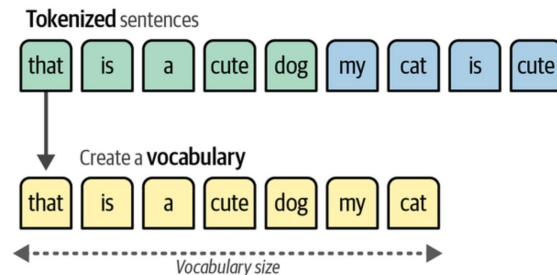 Tokenized sentences
that is a cute dog my cat is cute
Create a vocabulary
that is a cute dog my cat
Vocabulary size